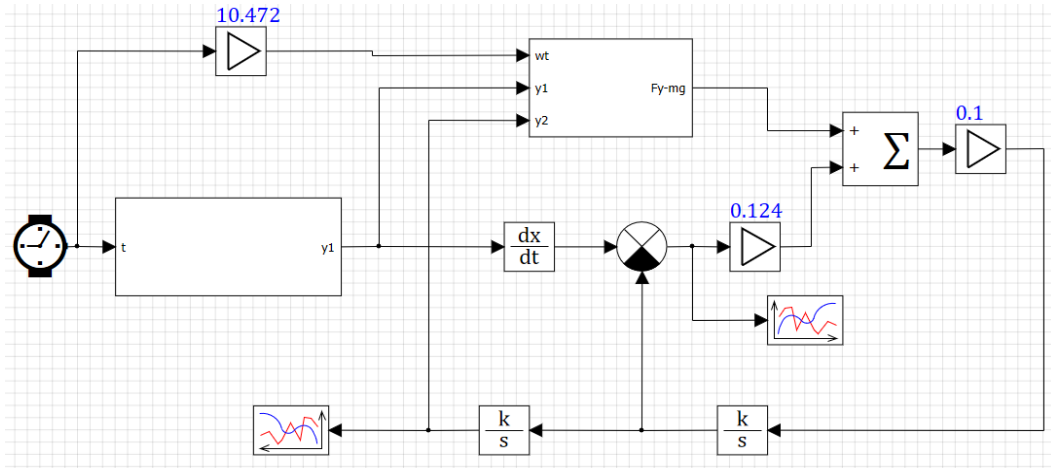 10.472
wt
y1
y2
Fy-mg
+
+
Σ
0.1
t
y1
dx
dt
0.124
k
s
k
s